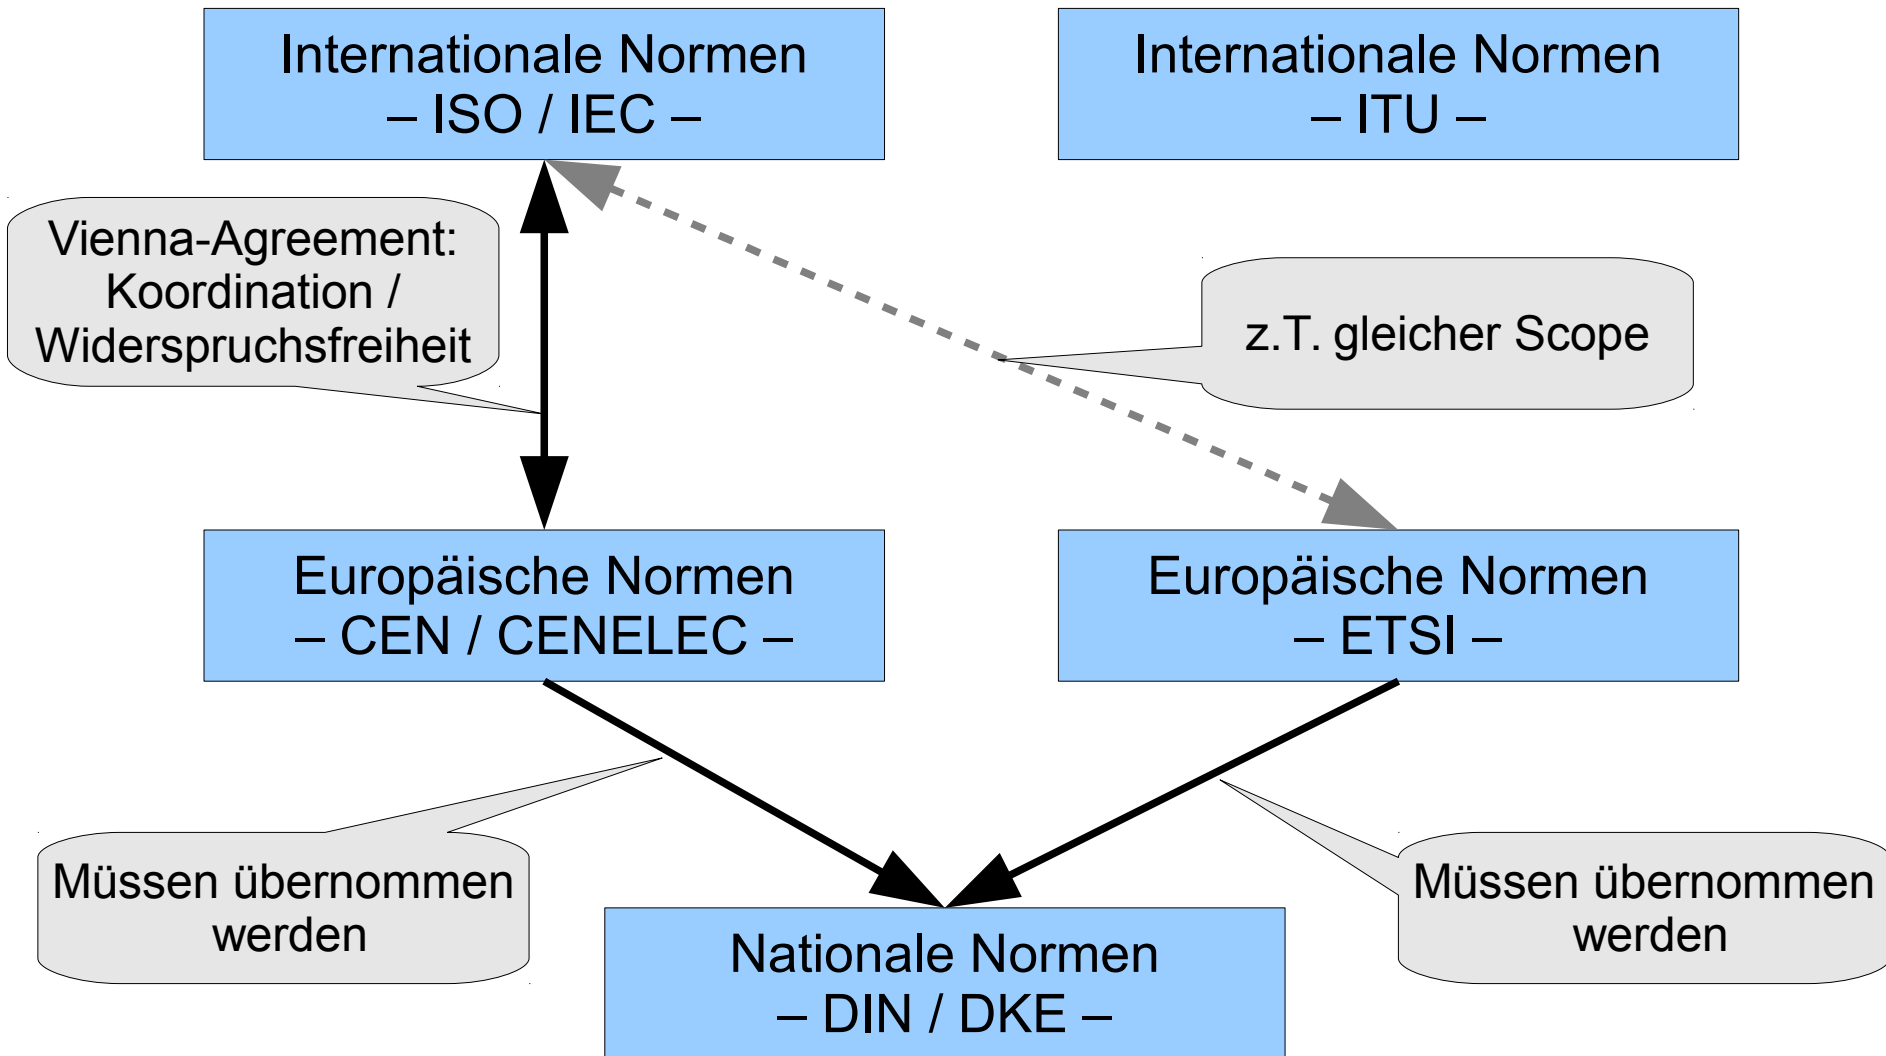 Internationale Normen
– ISO / IEC –
Internationale Normen
– ITU –
Vienna-Agreement:
Koordination /
Widerspruchsfreiheit
z.T. gleicher Scope
Europäische Normen
– CEN / CENELEC –
Europäische Normen
– ETSI –
Müssen übernommen
werden
Müssen übernommen
werden
Nationale Normen
– DIN / DKE –